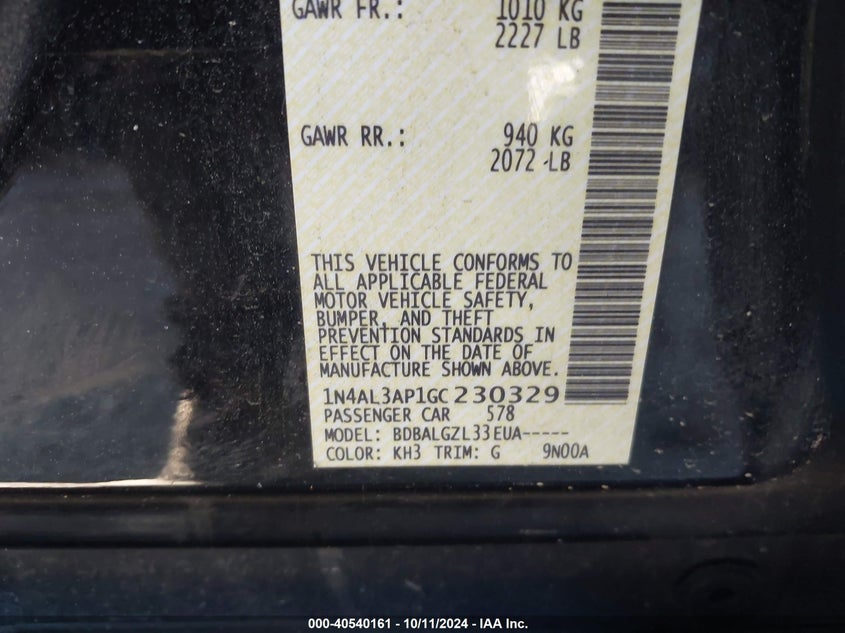 GAWR FR.: 1010 KG
2227 LB
GAWR RR.: 940 KG
2072 LB
THIS VEHICLE CONFORMS TO
ALL APPLICABLE FEDERAL
MOTOR VEHICLE SAFETY,
BUMPER, AND THEFT
PREVENTION STANDARDS IN
EFFECT ON THE DATE OF
MANUFACTURE SHOWN ABOVE.
1N4AL3AP1GC230329
PASSENGER CAR 578
MODEL: BDBALGZL33EUA-----
COLOR: KH3 TRIM: G 9N00A
000-40540161 - 10/11/2024 - IAA Inc.